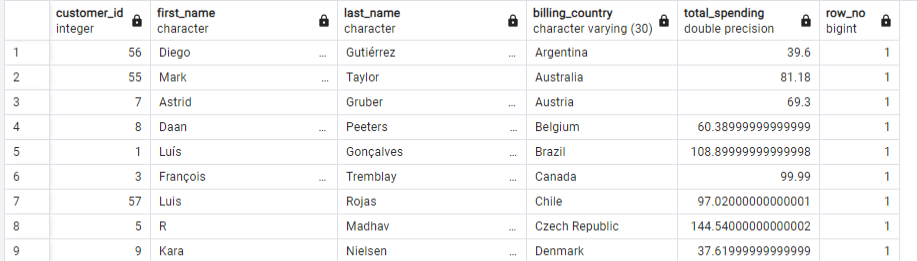 customer_id first_name last_name billing_country total_spending row_no
integer character character character varying (30) double precision bigint
1 56 Diego ... Gutiérrez ... Argentina 39.6 1
2 55 Mark ... Taylor Australia 81.18 1
3 7 Astrid Gruber ... Austria 69.3 1
4 8 Daan ... Peeters ... Belgium 60.38999999999999 1
5 1 Luís Gonçalves ... Brazil 108.89999999999998 1
6 3 François ... Tremblay ... Canada 99.99 1
7 57 Luis Rojas ... Chile 97.02000000000001 1
8 5 R Madhav ... Czech Republic 144.54000000000002 1
9 9 Kara Nielsen ... Denmark 37.61999999999999 1